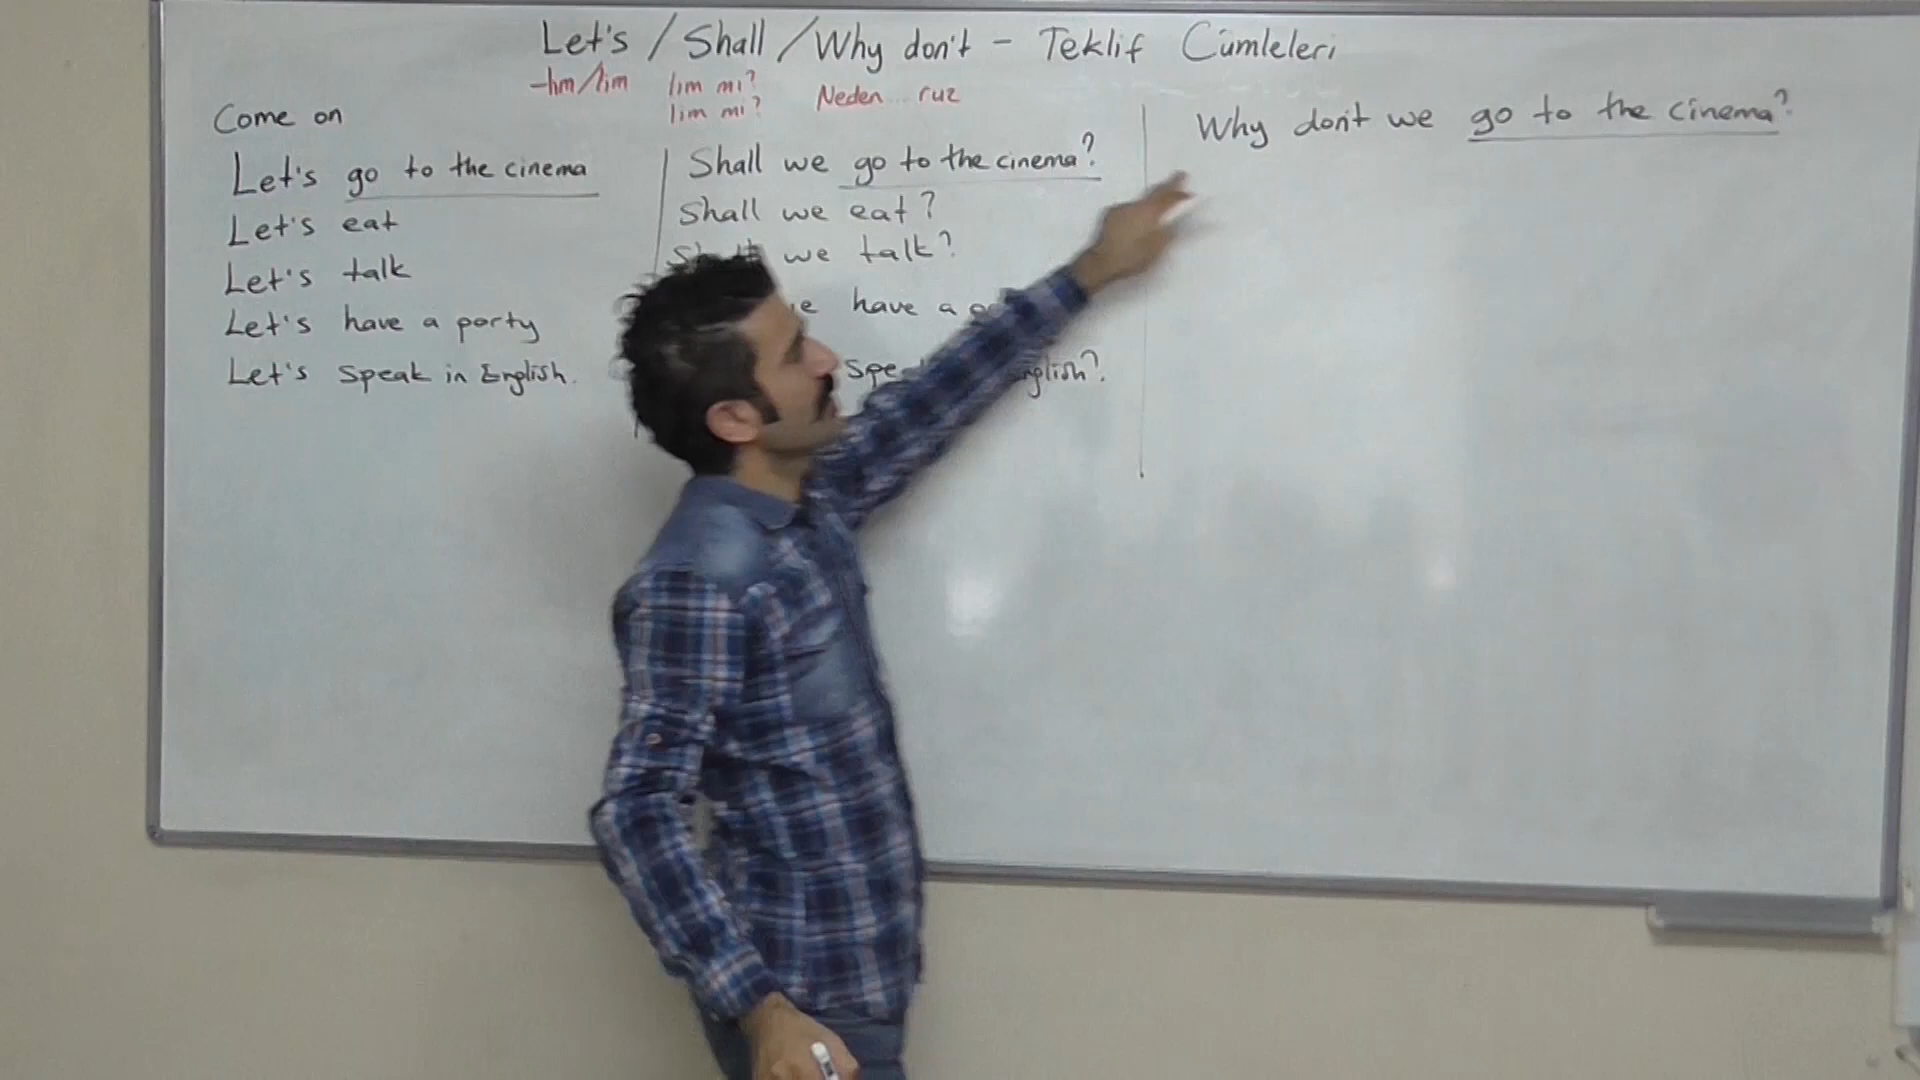 Let's / Shall / Why don't - Teklif Cümleleri
-lım/lim
lım mı?
lim mi?
Neden... ruz
Come on
Let's go to the cinema
Let's eat
Let's talk
Let's have a party
Let's speak in English.
Shall we go to the cinema?
Shall we eat?
we talk?
have a
English?
Why don't we go to the cinema?